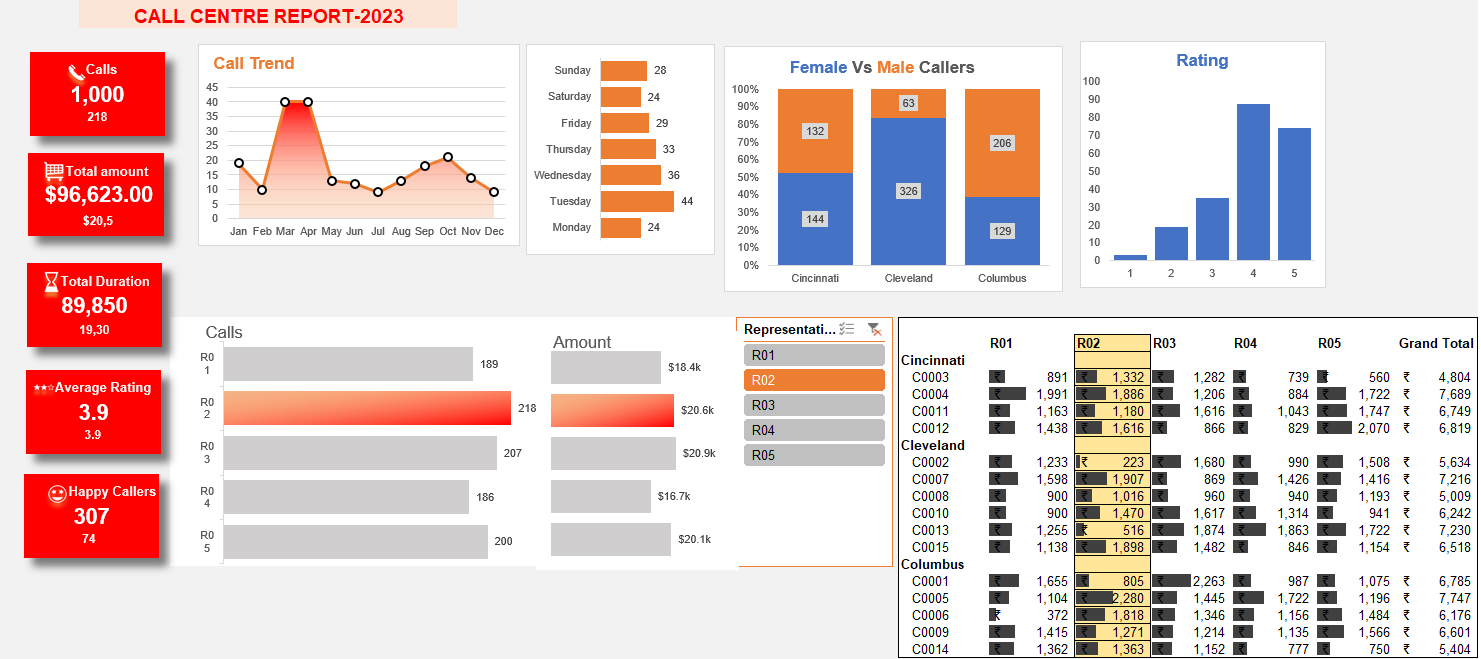 CALL CENTRE REPORT-2023
Calls
1,000
218
Total amount
$96,623.00
$20,5
Total Duration
89,850
19,30
Average Rating
3.9
3.9
Happy Callers
307
74
Call Trend
45
40
35
30
25
20
15
10
5
0
Jan Feb Mar Apr May Jun Jul Aug Sep Oct Nov Dec
Sunday 28
Saturday 24
Friday 29
Thursday 33
Wednesday 36
Tuesday 44
Monday 24
Female Vs Male Callers
100%
90%
80%
70%
60%
50%
40%
30%
20%
10%
0%
132 63 206
144 326 129
Cincinnati Cleveland Columbus
Rating
100
90
80
70
60
50
40
30
20
10
0
1 2 3 4 5
Calls
R0
1
189
R0
2
218
R0
3
207
R0
4
186
R0
5
200
Amount
$18.4k
$20.6k
$20.9k
$16.7k
$20.1k
Representati...
R01
R02
R03
R04
R05
R01 R02 R03 R04 R05 Grand Total
Cincinnati
C0003 ₹ 891 ₹ 1,332 ₹ 1,282 ₹ 739 ₹ 560 ₹ 4,804
C0004 ₹ 1,991 ₹ 1,886 ₹ 1,206 ₹ 884 ₹ 1,722 ₹ 7,689
C0011 ₹ 1,163 ₹ 1,180 ₹ 1,616 ₹ 1,043 ₹ 1,747 ₹ 6,749
C0012 ₹ 1,438 ₹ 1,616 ₹ 866 ₹ 829 ₹ 2,070 ₹ 6,819
Cleveland
C0002 ₹ 1,233 ₹ 223 ₹ 1,680 ₹ 990 ₹ 1,508 ₹ 5,634
C0007 ₹ 1,598 ₹ 1,907 ₹ 869 ₹ 1,426 ₹ 1,416 ₹ 7,216
C0008 ₹ 900 ₹ 1,016 ₹ 960 ₹ 940 ₹ 1,193 ₹ 5,009
C0010 ₹ 900 ₹ 1,470 ₹ 1,617 ₹ 1,314 ₹ 941 ₹ 6,242
C0013 ₹ 1,255 ₹ 516 ₹ 1,874 ₹ 1,863 ₹ 1,722 ₹ 7,230
C0015 ₹ 1,138 ₹ 1,898 ₹ 1,482 ₹ 846 ₹ 1,154 ₹ 6,518
Columbus
C0001 ₹ 1,655 ₹ 805 ₹ 2,263 ₹ 987 ₹ 1,075 ₹ 6,785
C0005 ₹ 1,104 ₹ 2,280 ₹ 1,445 ₹ 1,722 ₹ 1,196 ₹ 7,747
C0006 ₹ 372 ₹ 1,818 ₹ 1,346 ₹ 1,156 ₹ 1,484 ₹ 6,176
C0009 ₹ 1,415 ₹ 1,271 ₹ 1,214 ₹ 1,135 ₹ 1,566 ₹ 6,601
C0014 ₹ 1,362 ₹ 1,363 ₹ 1,152 ₹ 777 ₹ 750 ₹ 5,404